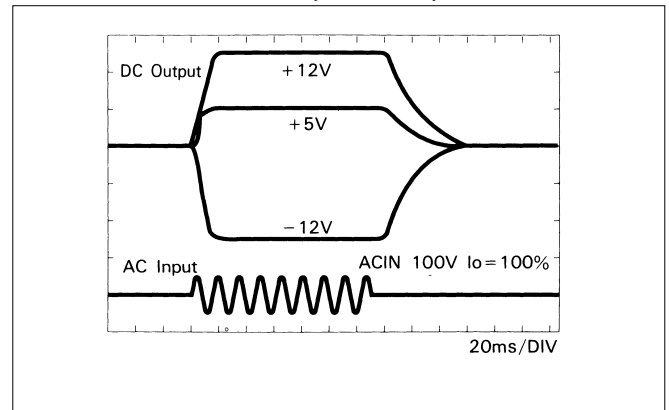 DC Output
+12V
+5V
−12V
AC Input
ACIN 100V Io=100%
20ms/DIV